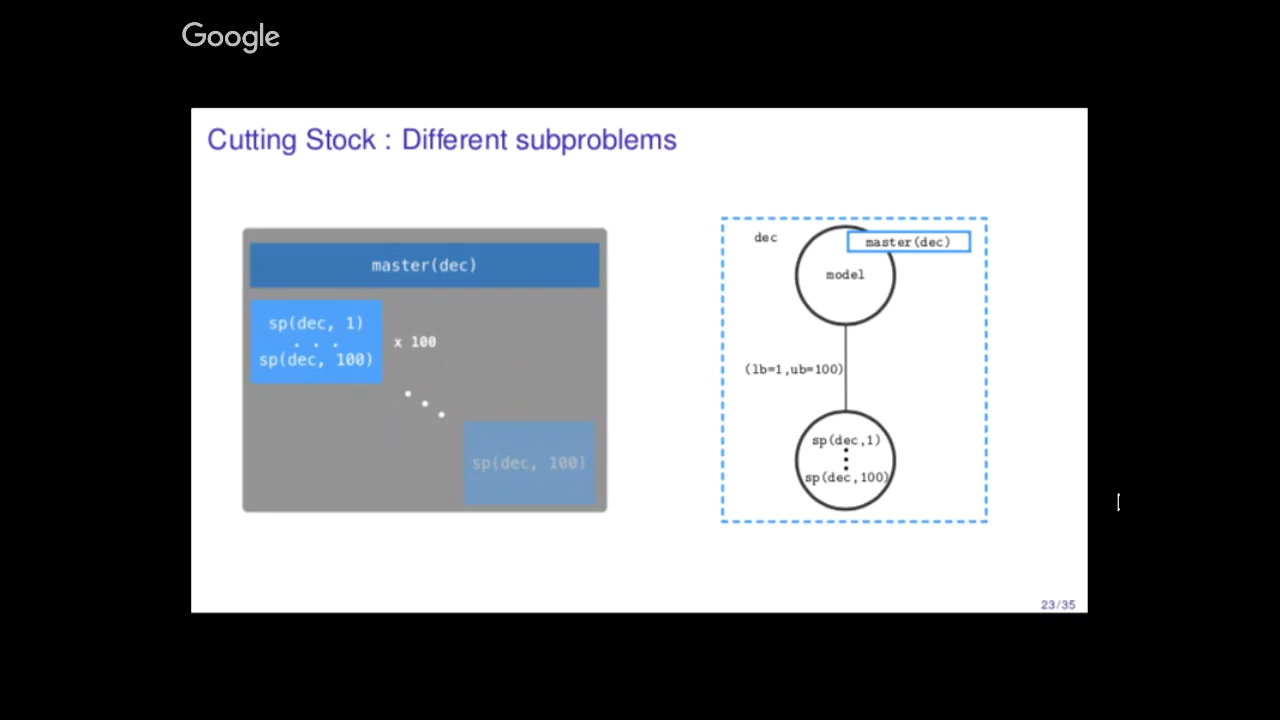 Google
Cutting Stock : Different subproblems
master(dec)
sp(dec, 1)
. . .
sp(dec, 100)
x 100
sp(dec, 100)
dec
master(dec)
model
(lb=1,ub=100)
sp(dec,1)
sp(dec,100)
23/35